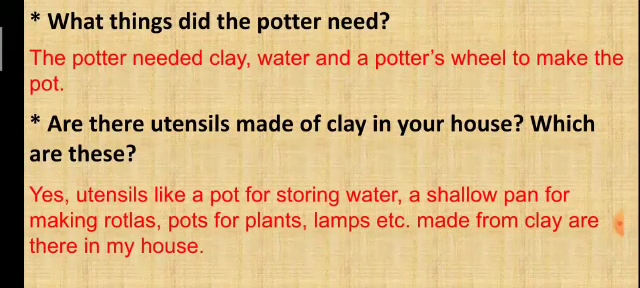 * What things did the potter need?
The potter needed clay, water and a potter's wheel to make the
pot.
* Are there utensils made of clay in your house? Which
are these?
Yes, utensils like a pot for storing water, a shallow pan for
making rotlas, pots for plants, lamps etc. made from clay are
there in my house.